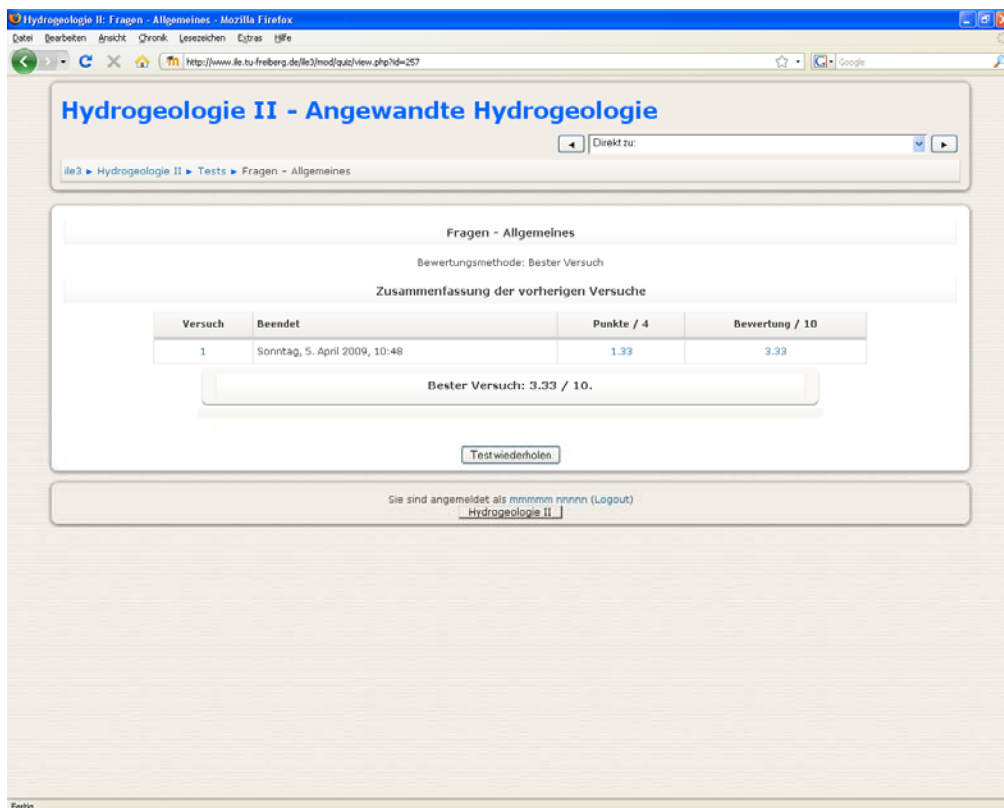 Hydrogeologie II: Fragen - Allgemeines - Mozilla Firefox
Datei Bearbeiten Ansicht Chronik Lesezeichen Extras Hilfe
http://www.ile.tu-freiberg.de/ile3/mod/quiz/view.php?id=257
Google
Hydrogeologie II - Angewandte Hydrogeologie
Direkt zu:
ile3 ► Hydrogeologie II ► Tests ► Fragen - Allgemeines
Fragen - Allgemeines
Bewertungsmethode: Bester Versuch
Zusammenfassung der vorherigen Versuche
Versuch Beendet Punkte / 4 Bewertung / 10
1 Sonntag, 5. April 2009, 10:48 1.33 3.33
Bester Versuch: 3.33 / 10.
Test wiederholen
Sie sind angemeldet als mmmmm nnnnn (Logout)
Hydrogeologie II
Fertig